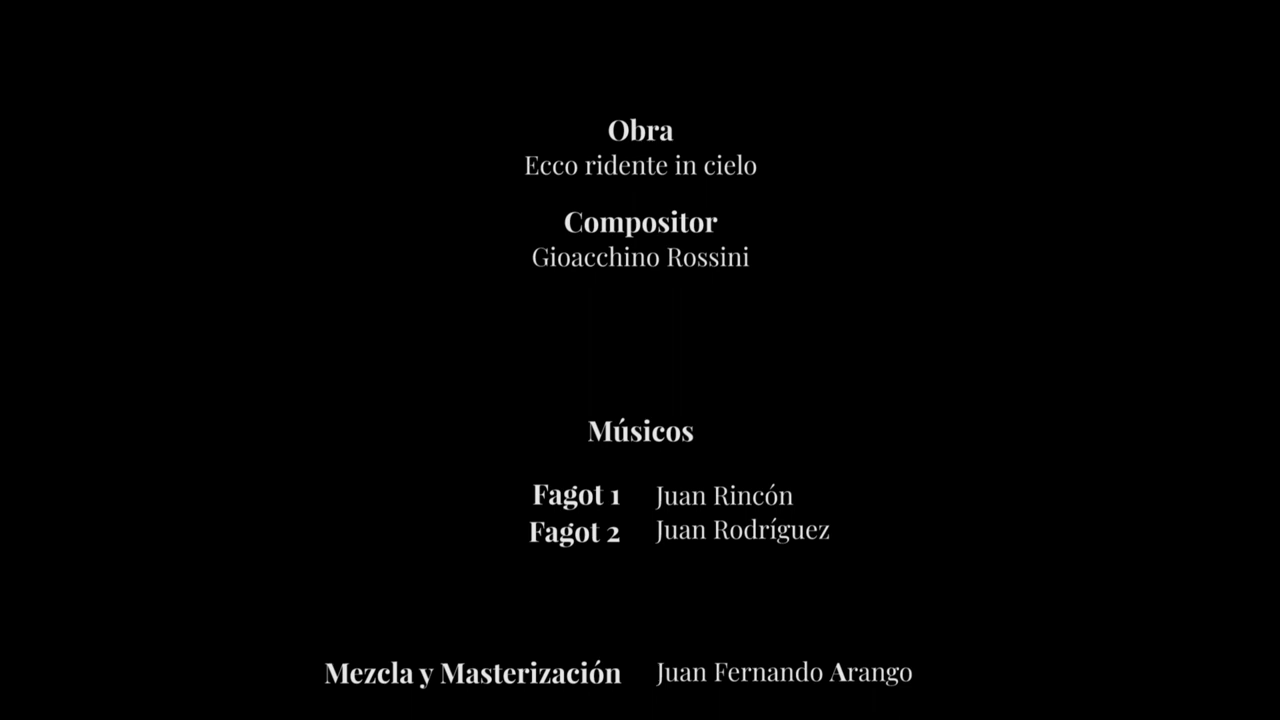 Obra
Ecco ridente in cielo
Compositor
Gioacchino Rossini
Músicos
Fagot 1 Juan Rincón
Fagot 2 Juan Rodríguez
Mezcla y Masterización Juan Fernando Arango